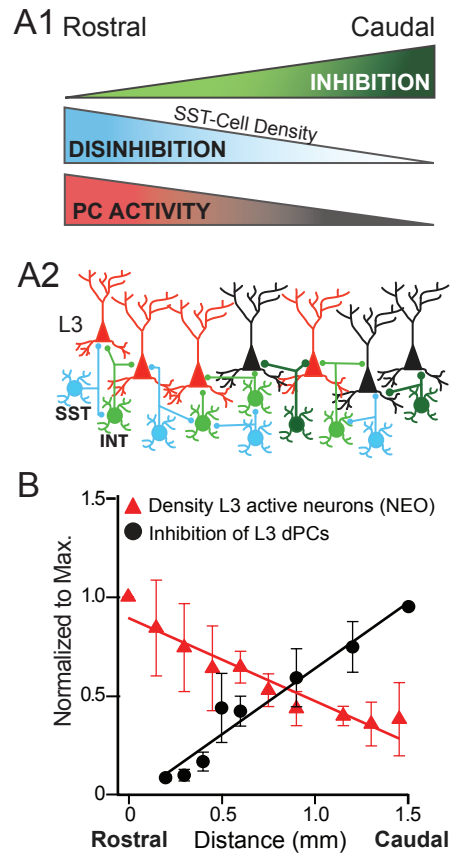 A1 Rostral Caudal
INHIBITION
SST-Cell Density
DISINHIBITION
PC ACTIVITY
A2
L3
SST
INT
B
1.5
Density L3 active neurons (NEO)
Inhibition of L3 dPCs
Normalized to Max.
1.0
0.5
0
0 0.5 1.0 1.5
Rostral Distance (mm) Caudal